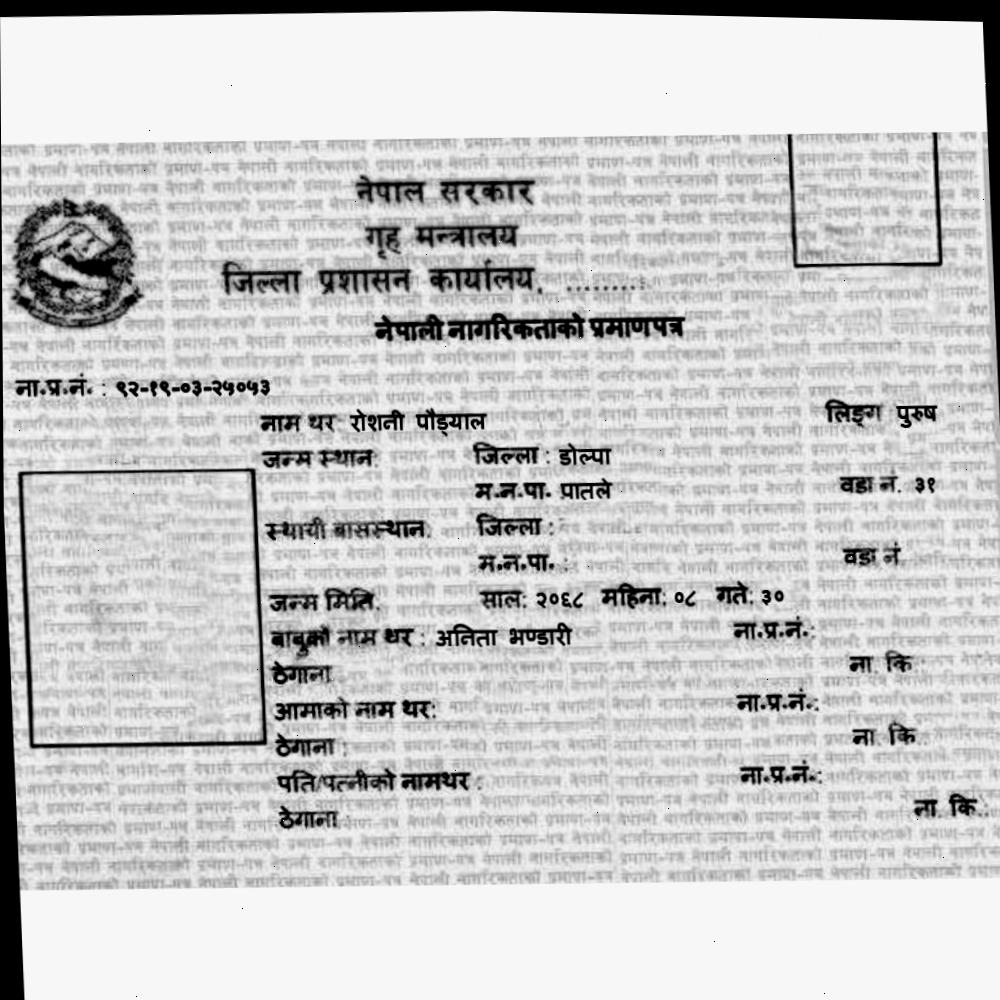 नेपाल सरकार
गृह मन्त्रालय
जिल्ला प्रशासन कार्यालय, .........
नेपाली नागरिकताको प्रमाणपत्र
ना.प्र.नं. : ९२-१९-०३-२५०५३
नाम थर: रोशनी पौड्याल लिङ्ग पुरुष
जन्म स्थान: जिल्ला : डोल्पा
म.न.पा. प्रातले वडा नं. ३१
स्थायी बासस्थान: जिल्ला :
म.न.पा. : वडा नं.
जन्म मिति: साल: २०६८ महिना: ०८ गते: ३०
बाबुको नाम थर : अनिता भण्डारी ना.प्र.नं.:
ठेगाना ना. कि.:
आमाको नाम थर: ना.प्र.नं.:
ठेगाना : ना. कि.:
पति/पत्नीको नामथर : ना.प्र.नं.:
ठेगाना : ना. कि.: